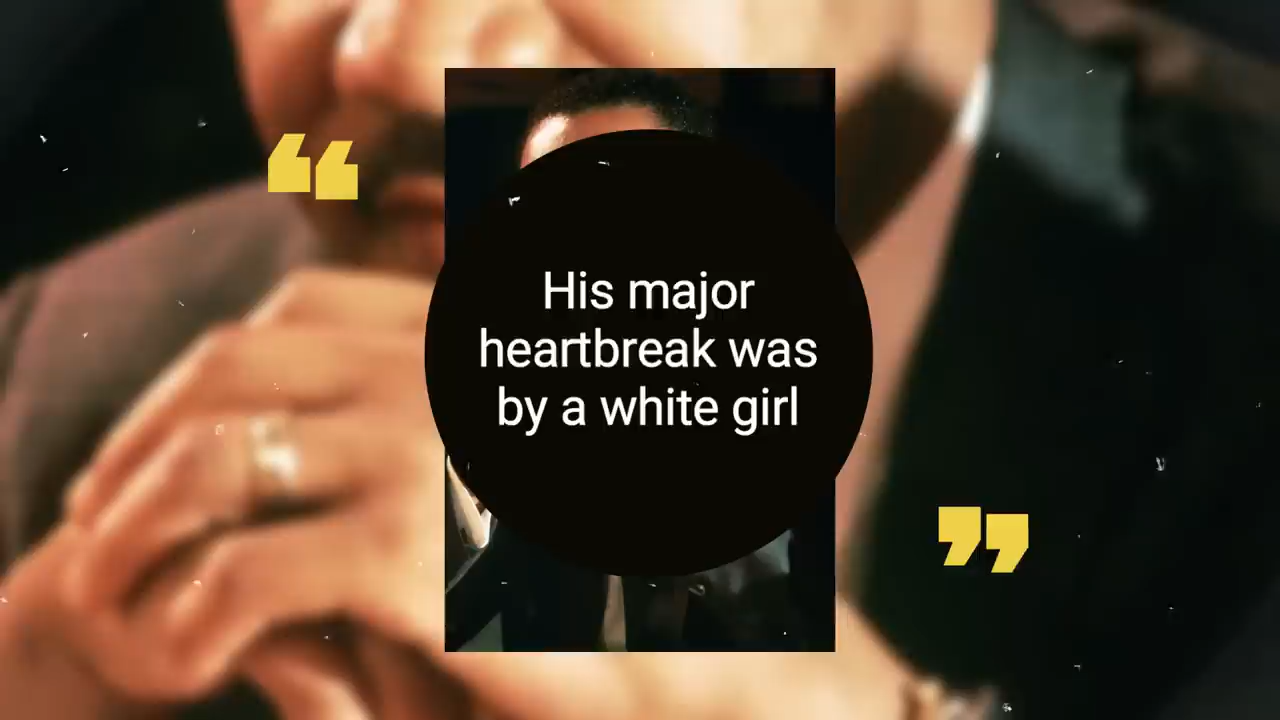 “
His major
heartbreak was
by a white girl
”